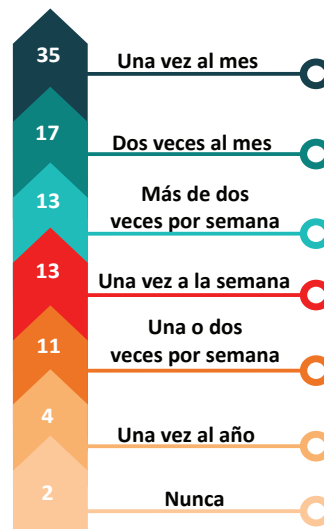 35
Una vez al mes
17
Dos veces al mes
13
Más de dos
veces por semana
13
Una vez a la semana
11
Una o dos
veces por semana
4
Una vez al año
2
Nunca